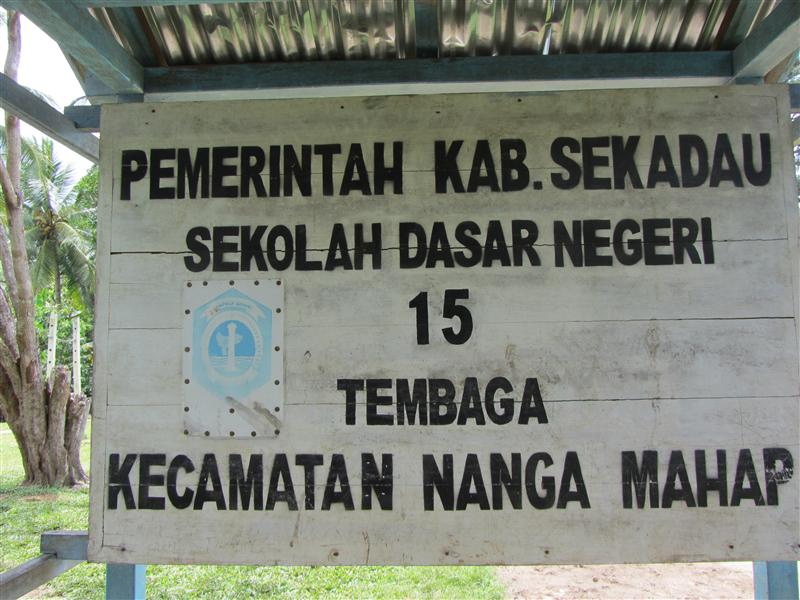 PEMERINTAH KAB. SEKADAU
SEKOLAH DASAR NEGERI
15
TEMBAGA
KECAMATAN NANGA MAHAP